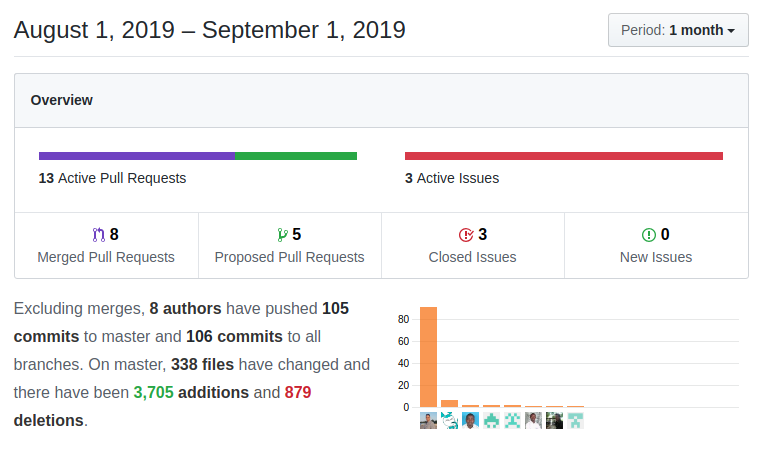 August 1, 2019 – September 1, 2019
Period: 1 month
Overview
13 Active Pull Requests
3 Active Issues
8
Merged Pull Requests
5
Proposed Pull Requests
3
Closed Issues
0
New Issues
Excluding merges, 8 authors have pushed 105
commits to master and 106 commits to all
branches. On master, 338 files have changed and
there have been 3,705 additions and 879
deletions.
80
60
40
20
0